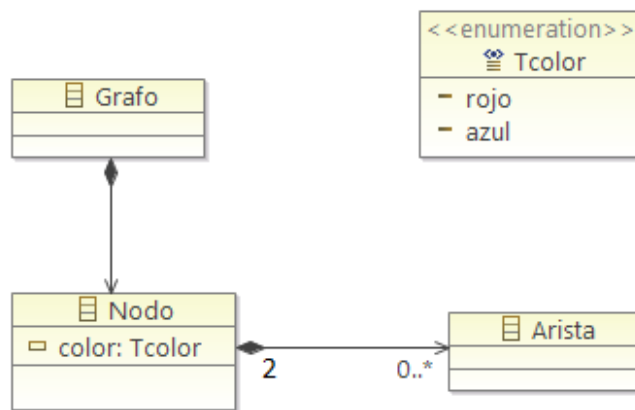 <<enumeration>>
Tcolor
rojo
azul
Grafo
Nodo
color: Tcolor
2
0..*
Arista